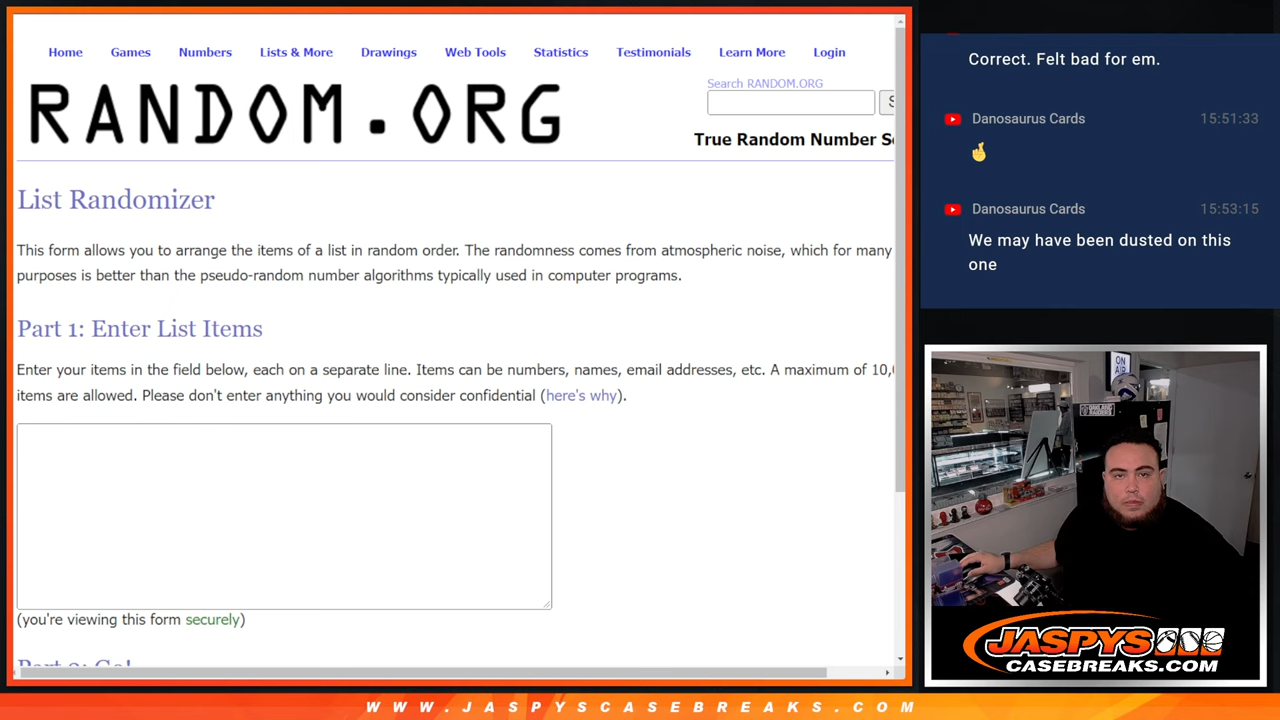 Home Games Numbers Lists & More Drawings Web Tools Statistics Testimonials Learn More Login
RANDOM.ORG
Search RANDOM.ORG
True Random Number
List Randomizer
This form allows you to arrange the items of a list in random order. The randomness comes from atmospheric noise, which for many
purposes is better than the pseudo-random number algorithms typically used in computer programs.
Part 1: Enter List Items
Enter your items in the field below, each on a separate line. Items can be numbers, names, email addresses, etc. A maximum of 10,
items are allowed. Please don't enter anything you would consider confidential (here's why).
(you're viewing this form securely)
Part 2: Go!
Correct. Felt bad for em.
Danosaurus Cards 15:51:33
Danosaurus Cards 15:53:15
We may have been dusted on this
one
ON
AIR
JASPYS
CASEBREAKS.COM
WWW.JASPYSCASEBREAKS.COM